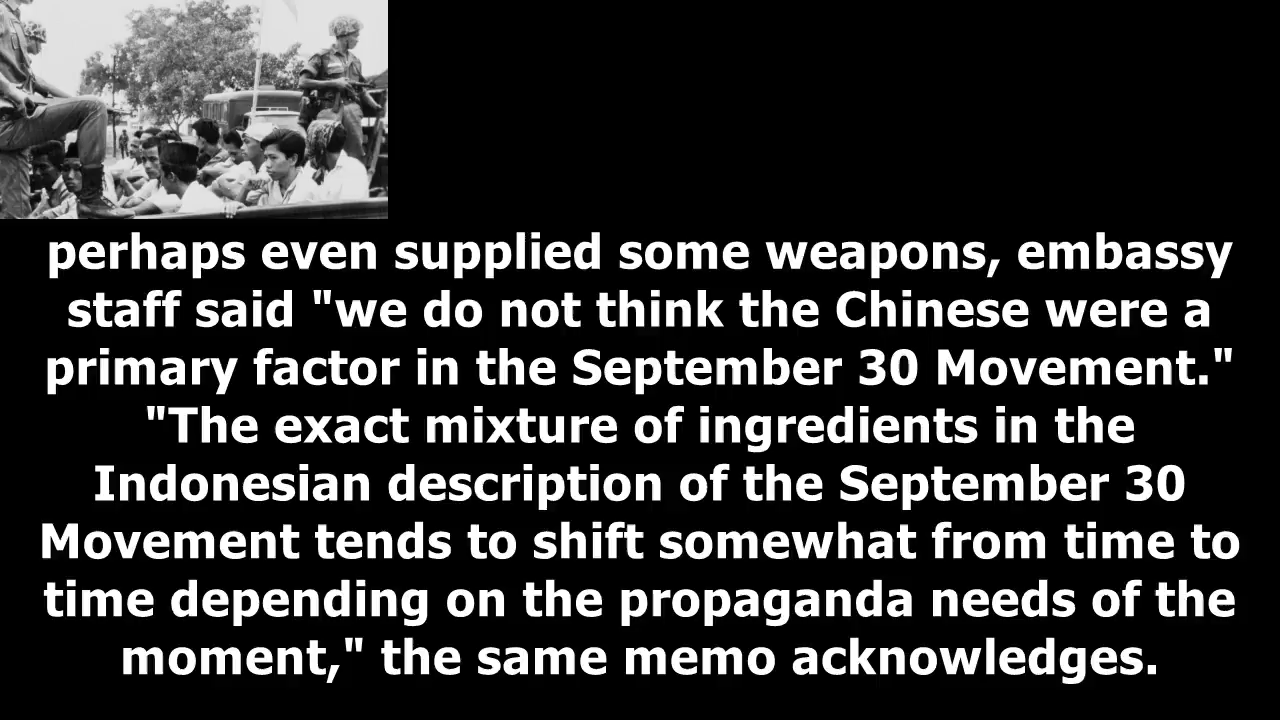 perhaps even supplied some weapons, embassy
staff said "we do not think the Chinese were a
primary factor in the September 30 Movement."
"The exact mixture of ingredients in the
Indonesian description of the September 30
Movement tends to shift somewhat from time to
time depending on the propaganda needs of the
moment," the same memo acknowledges.